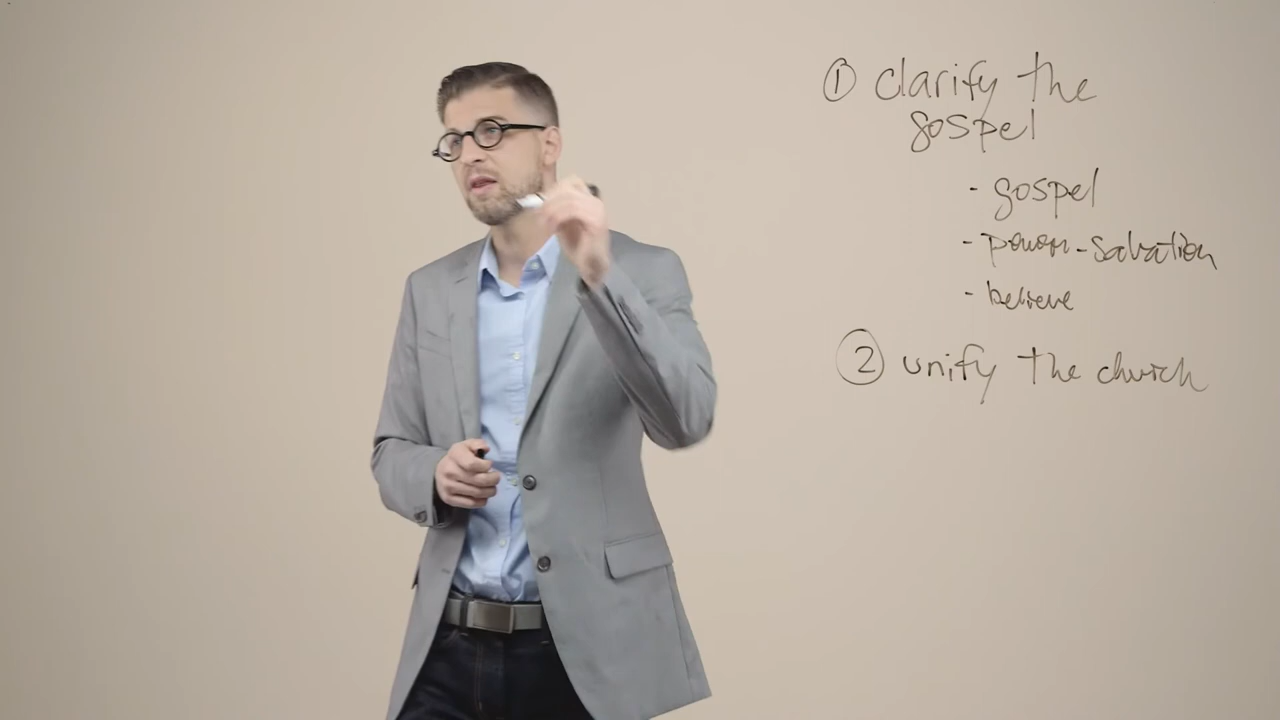 ① clarify the
gospel
- gospel
- power - salvation
- believe
② unify the church